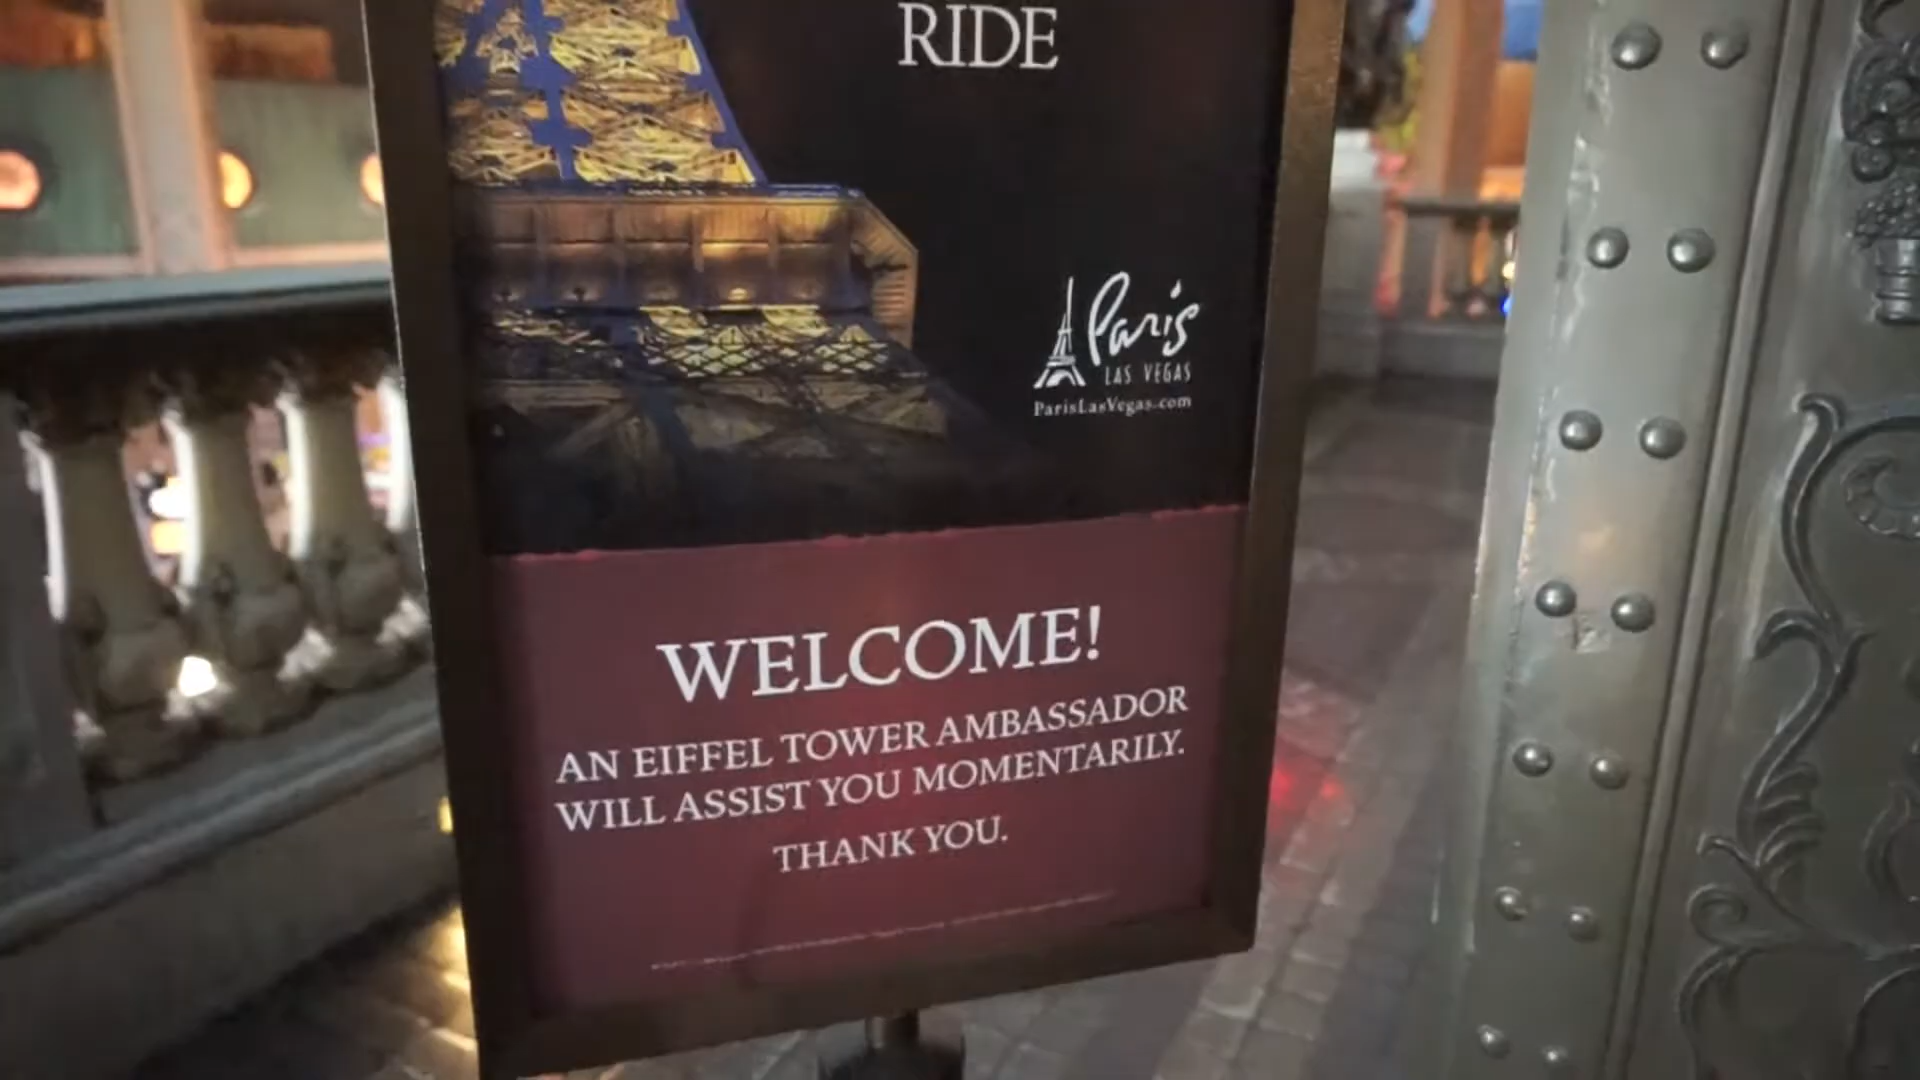 RIDE
Paris
LAS VEGAS
ParisLasVegas.com
WELCOME!
AN EIFFEL TOWER AMBASSADOR
WILL ASSIST YOU MOMENTARILY.
THANK YOU.